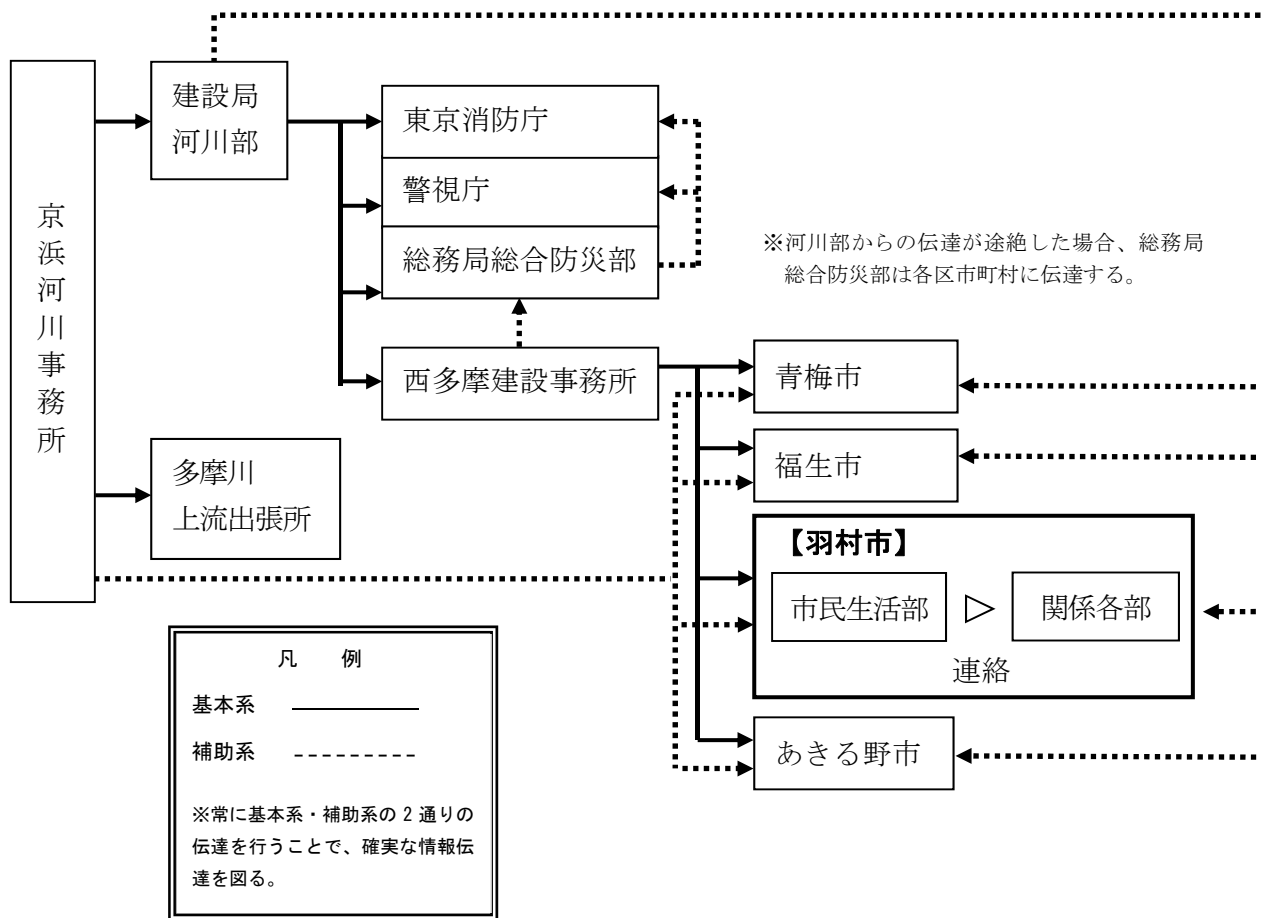 京浜河川事務所
建設局
河川部
東京消防庁
警視庁
総務局総合防災部
※河川部からの伝達が途絶した場合、総務局
総合防災部は各区市町村に伝達する。
西多摩建設事務所
青梅市
多摩川
上流出張所
福生市
【羽村市】
市民生活部
関係各部
連絡
あきる野市
凡 例
基本系
補助系
※常に基本系・補助系の2通りの
伝達を行うことで、確実な情報伝
達を図る。